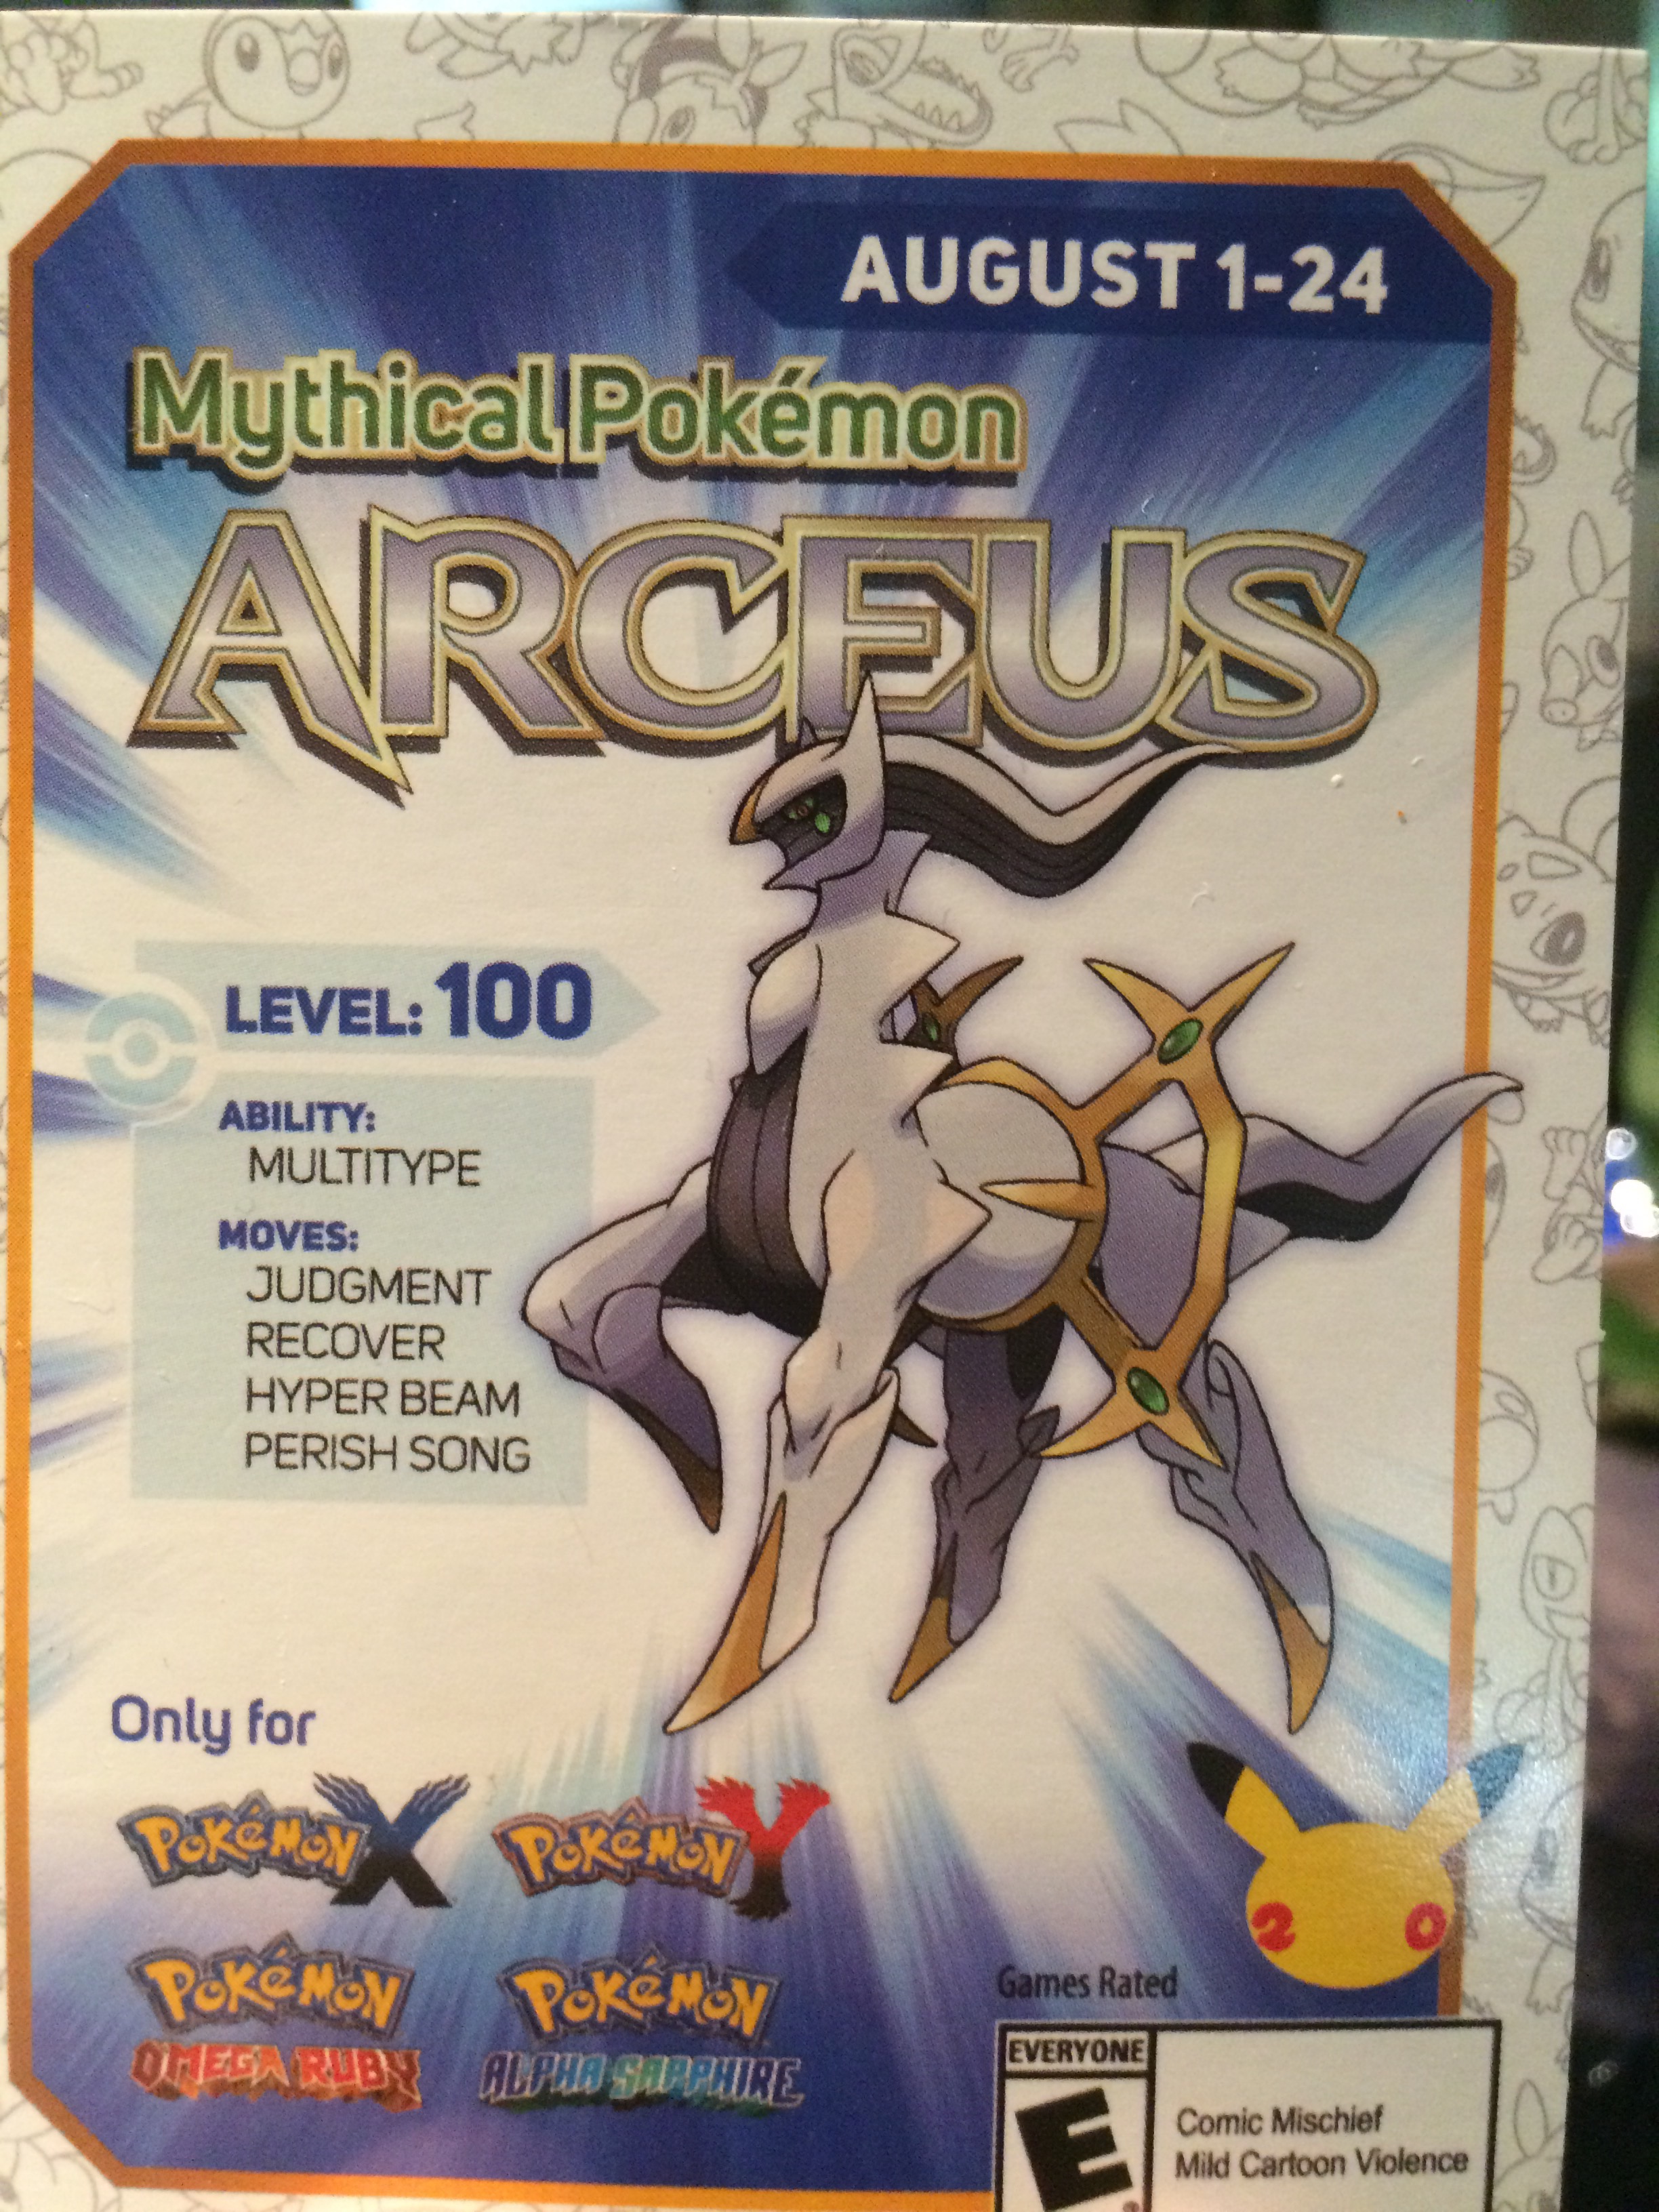 AUGUST 1-24
Mythical Pokémon
ARCEUS
LEVEL: 100
ABILITY:
MULTITYPE
MOVES:
JUDGMENT
RECOVER
HYPER BEAM
PERISH SONG
Only for
POKéMON X
POKéMON Y
POKéMON
OMEGA RUBY
POKéMON
ALPHA SAPPHIRE
20
Games Rated
EVERYONE
E
Comic Mischief
Mild Cartoon Violence